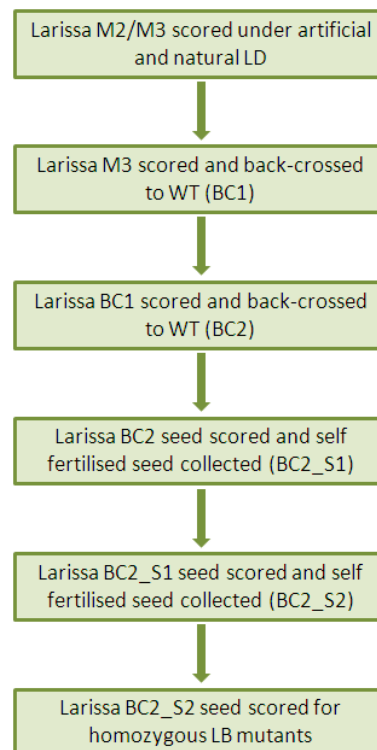 Larissa M2/M3 scored under artificial
and natural LD
Larissa M3 scored and back-crossed
to WT (BC1)
Larissa BC1 scored and back-crossed
to WT (BC2)
Larissa BC2 seed scored and self
fertilised seed collected (BC2_S1)
Larissa BC2_S1 seed scored and self
fertilised seed collected (BC2_S2)
Larissa BC2_S2 seed scored for
homozygous LB mutants